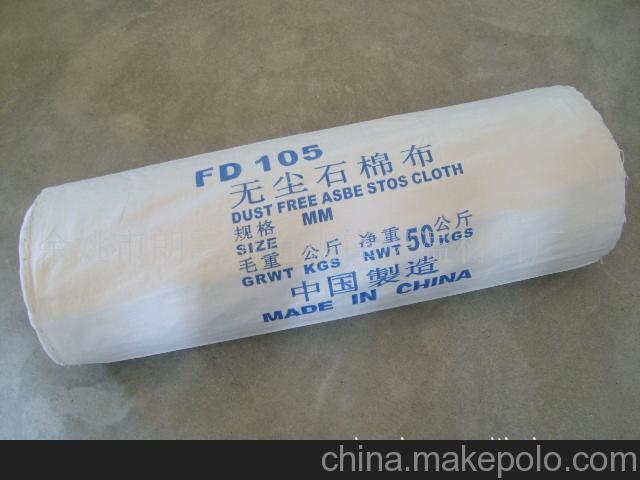 FD 105
无尘石棉布
DUST FREE ASBE STOS CLOTH
规格 MM
SIZE
毛重 公斤 净重 50 公斤
GRWT KGS NWT KGS
中国製造
MADE IN CHINA
china.makepolo.com